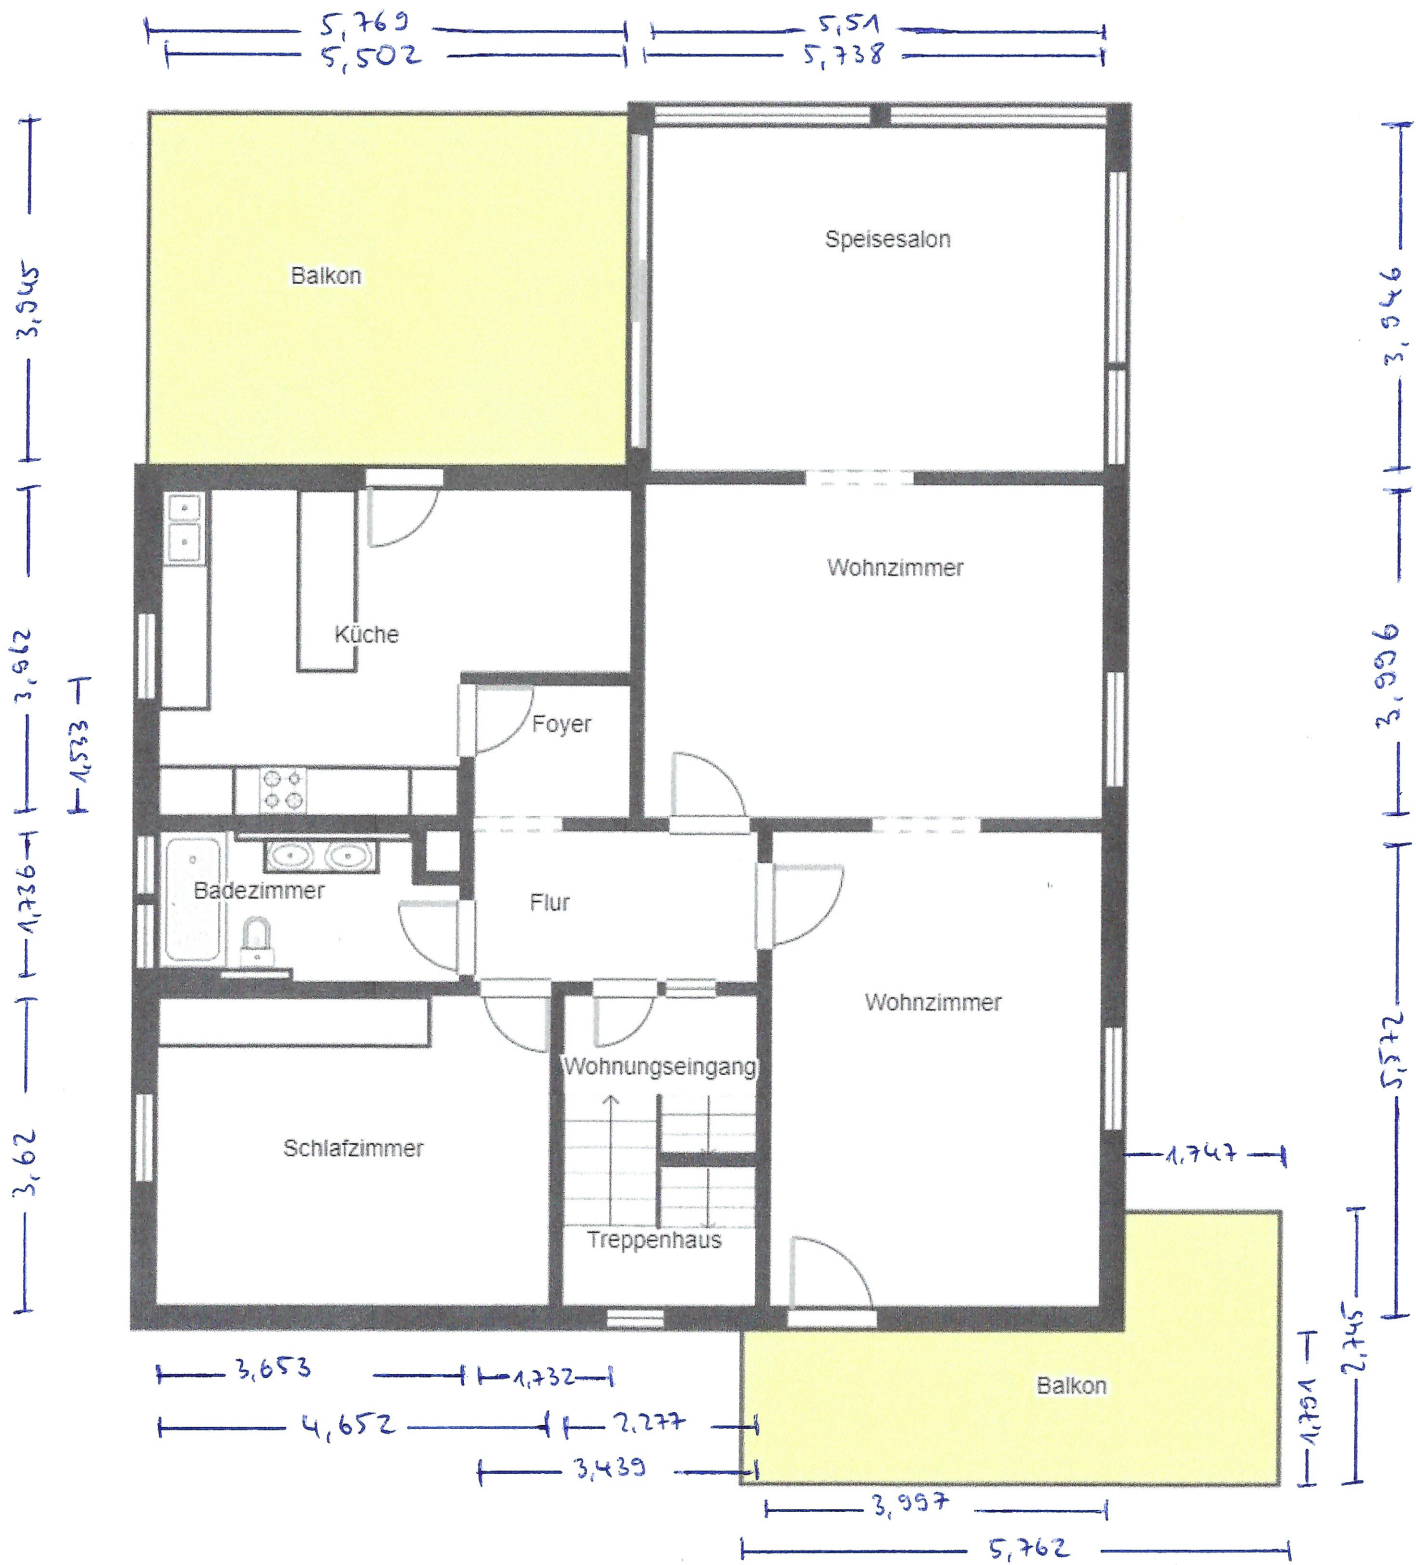 5,769
5,51
5,502
5,738
Speisesalon
Balkon
3,945
3,946
Wohnzimmer
Küche
3,962
3,996
Foyer
1,533
Badezimmer
Flur
1,736
Wohnzimmer
5,572
Wohnungseingang
Schlafzimmer
3,62
1,747
Treppenhaus
2,745
3,653
1,732
Balkon
1,791
4,652
2.277
3,439
3,997
5,762